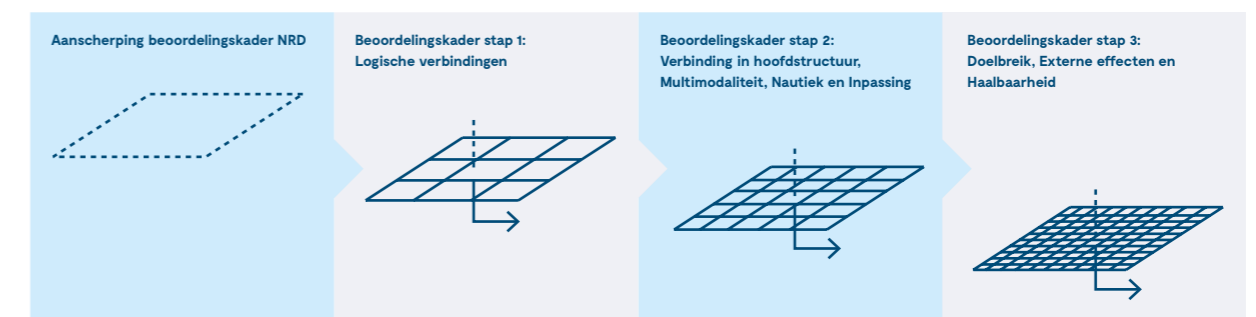 Aanscherping beoordelingskader NRD
Beoordelingskader stap 1:
Logische verbindingen
Beoordelingskader stap 2:
Verbinding in hoofdstructuur,
Multimodaliteit, Nautiek en Inpassing
Beoordelingskader stap 3:
Doelbreik, Externe effecten en
Haalbaarheid